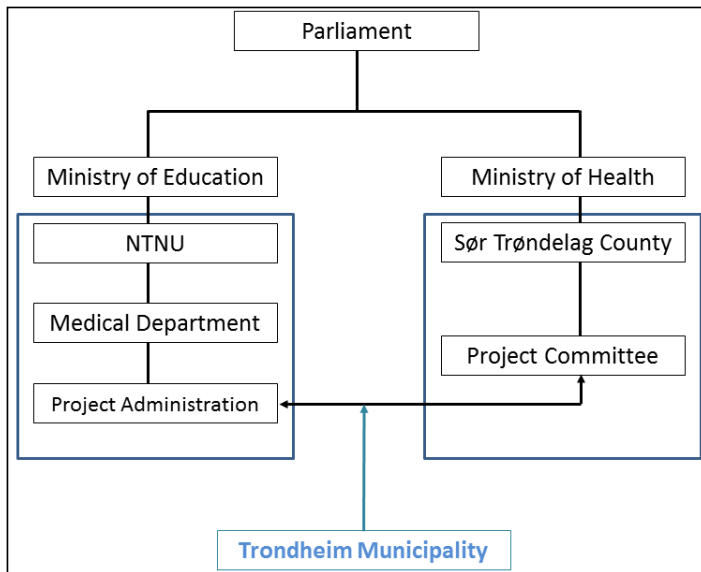 Parliament
Ministry of Education
Ministry of Health
NTNU
Sør Trøndelag County
Medical Department
Project Committee
Project Administration
Trondheim Municipality